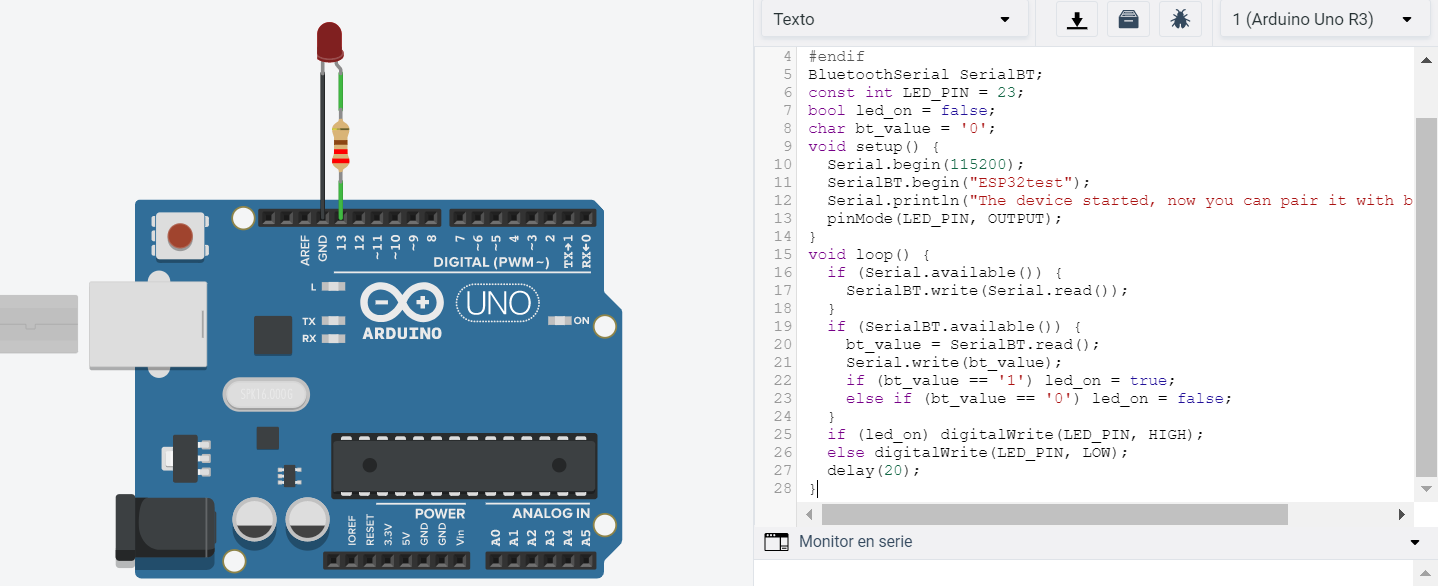 Texto
1 (Arduino Uno R3)
4 #endif
5 BluetoothSerial SerialBT;
6 const int LED_PIN = 23;
7 bool led_on = false;
8 char bt_value = '0';
9 void setup() {
10 Serial.begin(115200);
11 SerialBT.begin("ESP32test");
12 Serial.println("The device started, now you can pair it with b
13 pinMode(LED_PIN, OUTPUT);
14 }
15 void loop() {
16 if (Serial.available()) {
17 SerialBT.write(Serial.read());
18 }
19 if (SerialBT.available()) {
20 bt_value = SerialBT.read();
21 Serial.write(bt_value);
22 if (bt_value == '1') led_on = true;
23 else if (bt_value == '0') led_on = false;
24 }
25 if (led_on) digitalWrite(LED_PIN, HIGH);
26 else digitalWrite(LED_PIN, LOW);
27 delay(20);
28 }
Monitor en serie
AREF
GND
13
12
~11
~10
~9
8
7
~6
~5
4
~3
2
TX→1
RX←0
DIGITAL (PWM~)
L
TX
RX
UNO
ARDUINO
ON
POWER
ANALOG IN
IOREF
RESET
3.3V
5V
GND
GND
Vin
A0
A1
A2
A3
A4
A5